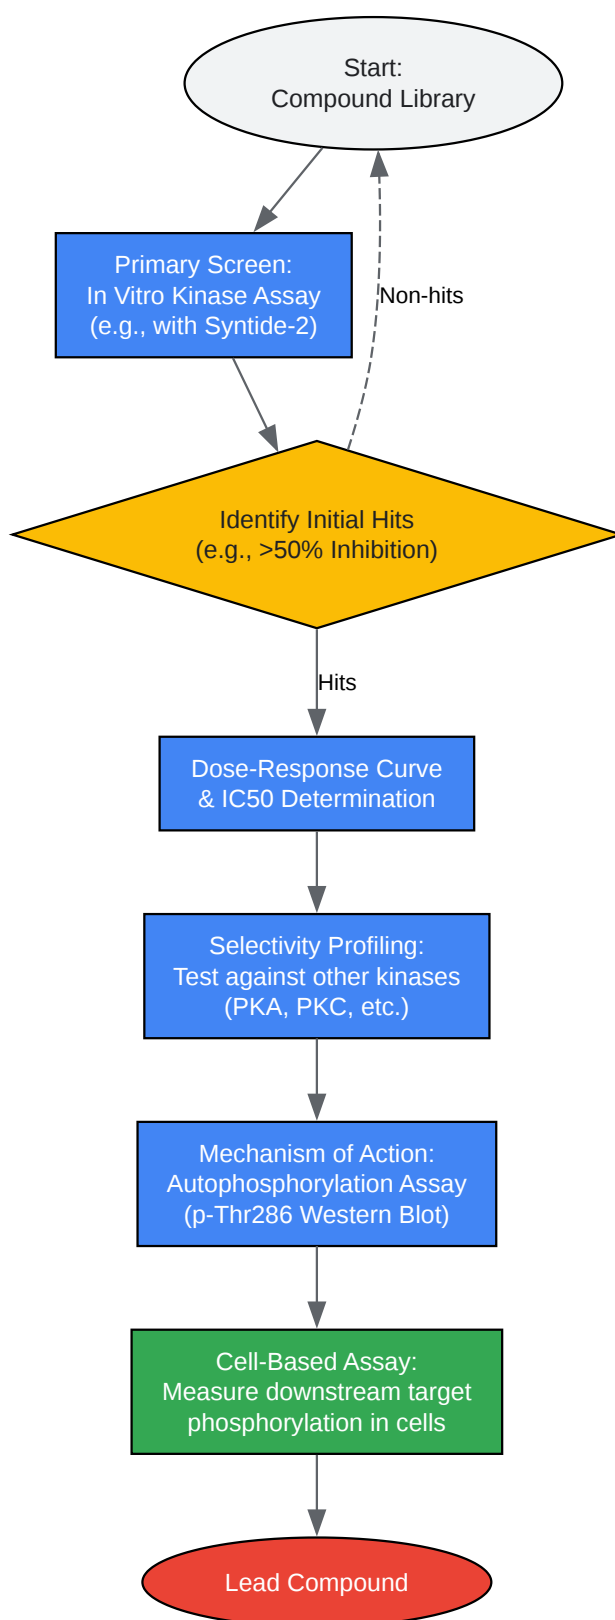 Start:
Compound Library
Primary Screen:
In Vitro Kinase Assay
(e.g., with Syntide-2)
Non-hits
Identify Initial Hits
(e.g., >50% Inhibition)
Hits
Dose-Response Curve
& IC50 Determination
Selectivity Profiling:
Test against other kinases
(PKA, PKC, etc.)
Mechanism of Action:
Autophosphorylation Assay
(p-Thr286 Western Blot)
Cell-Based Assay:
Measure downstream target
phosphorylation in cells
Lead Compound